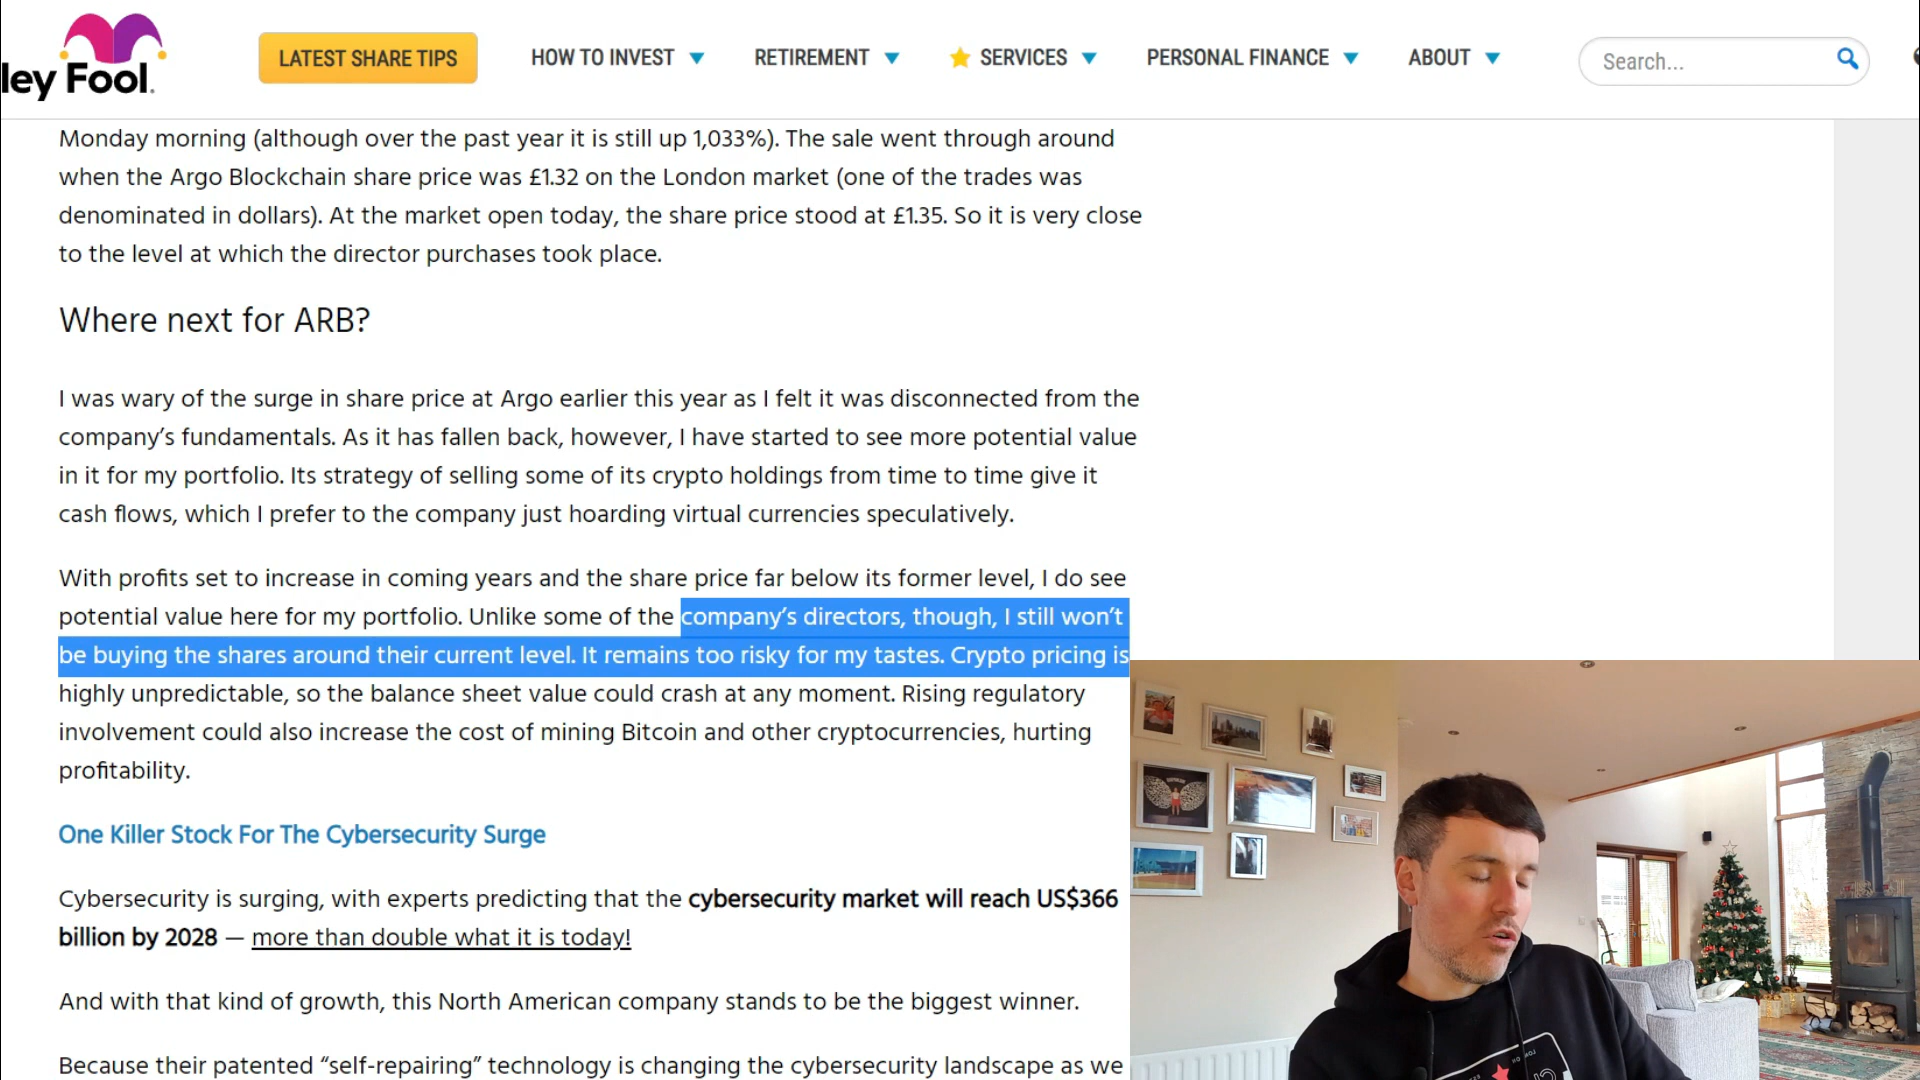 ley Fool.
LATEST SHARE TIPS
HOW TO INVEST
RETIREMENT
SERVICES
PERSONAL FINANCE
ABOUT
Search...
Monday morning (although over the past year it is still up 1,033%). The sale went through around
when the Argo Blockchain share price was £1.32 on the London market (one of the trades was
denominated in dollars). At the market open today, the share price stood at £1.35. So it is very close
to the level at which the director purchases took place.
Where next for ARB?
I was wary of the surge in share price at Argo earlier this year as I felt it was disconnected from the
company’s fundamentals. As it has fallen back, however, I have started to see more potential value
in it for my portfolio. Its strategy of selling some of its crypto holdings from time to time give it
cash flows, which I prefer to the company just hoarding virtual currencies speculatively.
With profits set to increase in coming years and the share price far below its former level, I do see
potential value here for my portfolio. Unlike some of the company’s directors, though, I still won’t
be buying the shares around their current level. It remains too risky for my tastes. Crypto pricing is
highly unpredictable, so the balance sheet value could crash at any moment. Rising regulatory
involvement could also increase the cost of mining Bitcoin and other cryptocurrencies, hurting
profitability.
One Killer Stock For The Cybersecurity Surge
Cybersecurity is surging, with experts predicting that the cybersecurity market will reach US$366
billion by 2028 — more than double what it is today!
And with that kind of growth, this North American company stands to be the biggest winner.
Because their patented “self-repairing” technology is changing the cybersecurity landscape as we